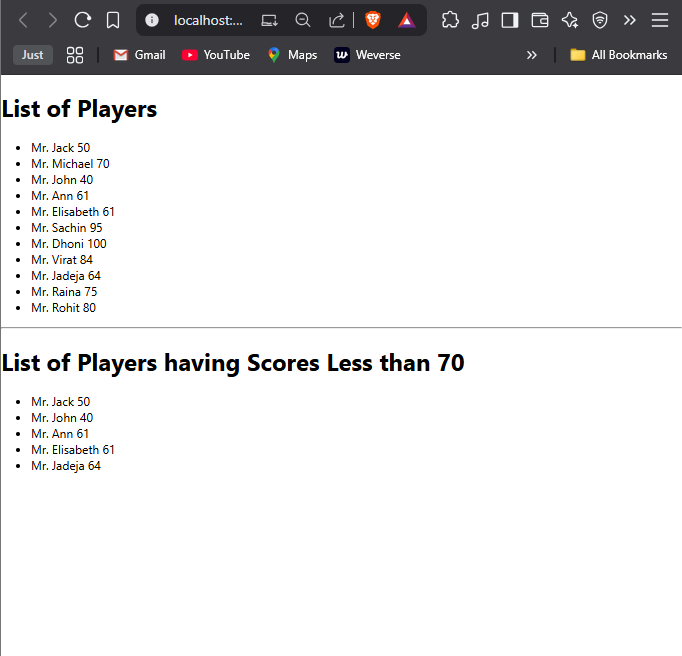 localhost:...
Just
Gmail
YouTube
Maps
Weverse
All Bookmarks
List of Players
Mr. Jack 50
Mr. Michael 70
Mr. John 40
Mr. Ann 61
Mr. Elisabeth 61
Mr. Sachin 95
Mr. Dhoni 100
Mr. Virat 84
Mr. Jadeja 64
Mr. Raina 75
Mr. Rohit 80
List of Players having Scores Less than 70
Mr. Jack 50
Mr. John 40
Mr. Ann 61
Mr. Elisabeth 61
Mr. Jadeja 64